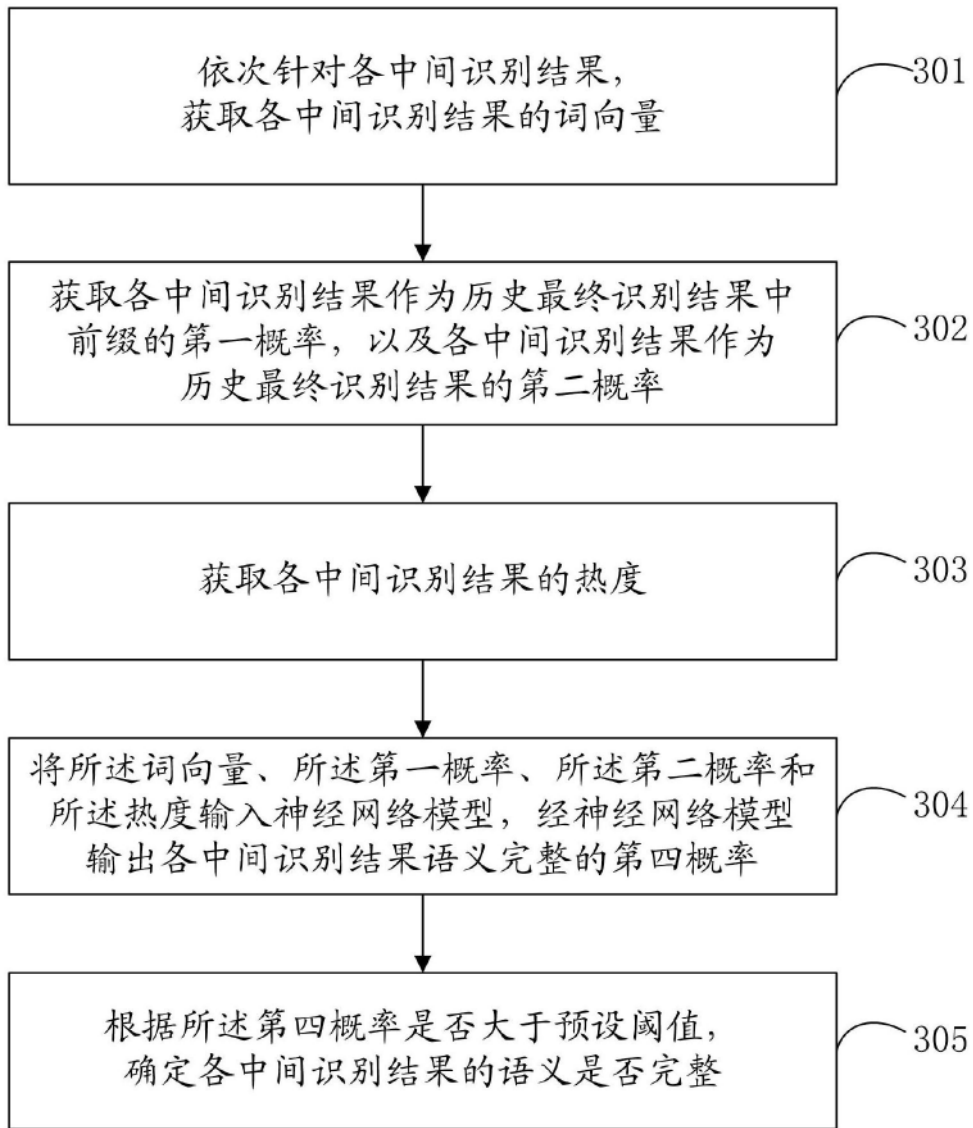 依次针对各中间识别结果，
获取各中间识别结果的词向量
301
获取各中间识别结果作为历史最终识别结果中
前缀的第一概率，以及各中间识别结果作为
历史最终识别结果的第二概率
302
获取各中间识别结果的热度
303
将所述词向量、所述第一概率、所述第二概率和
所述热度输入神经网络模型，经神经网络模型
输出各中间识别结果语义完整的第四概率
304
根据所述第四概率是否大于预设阈值，
确定各中间识别结果的语义是否完整
305